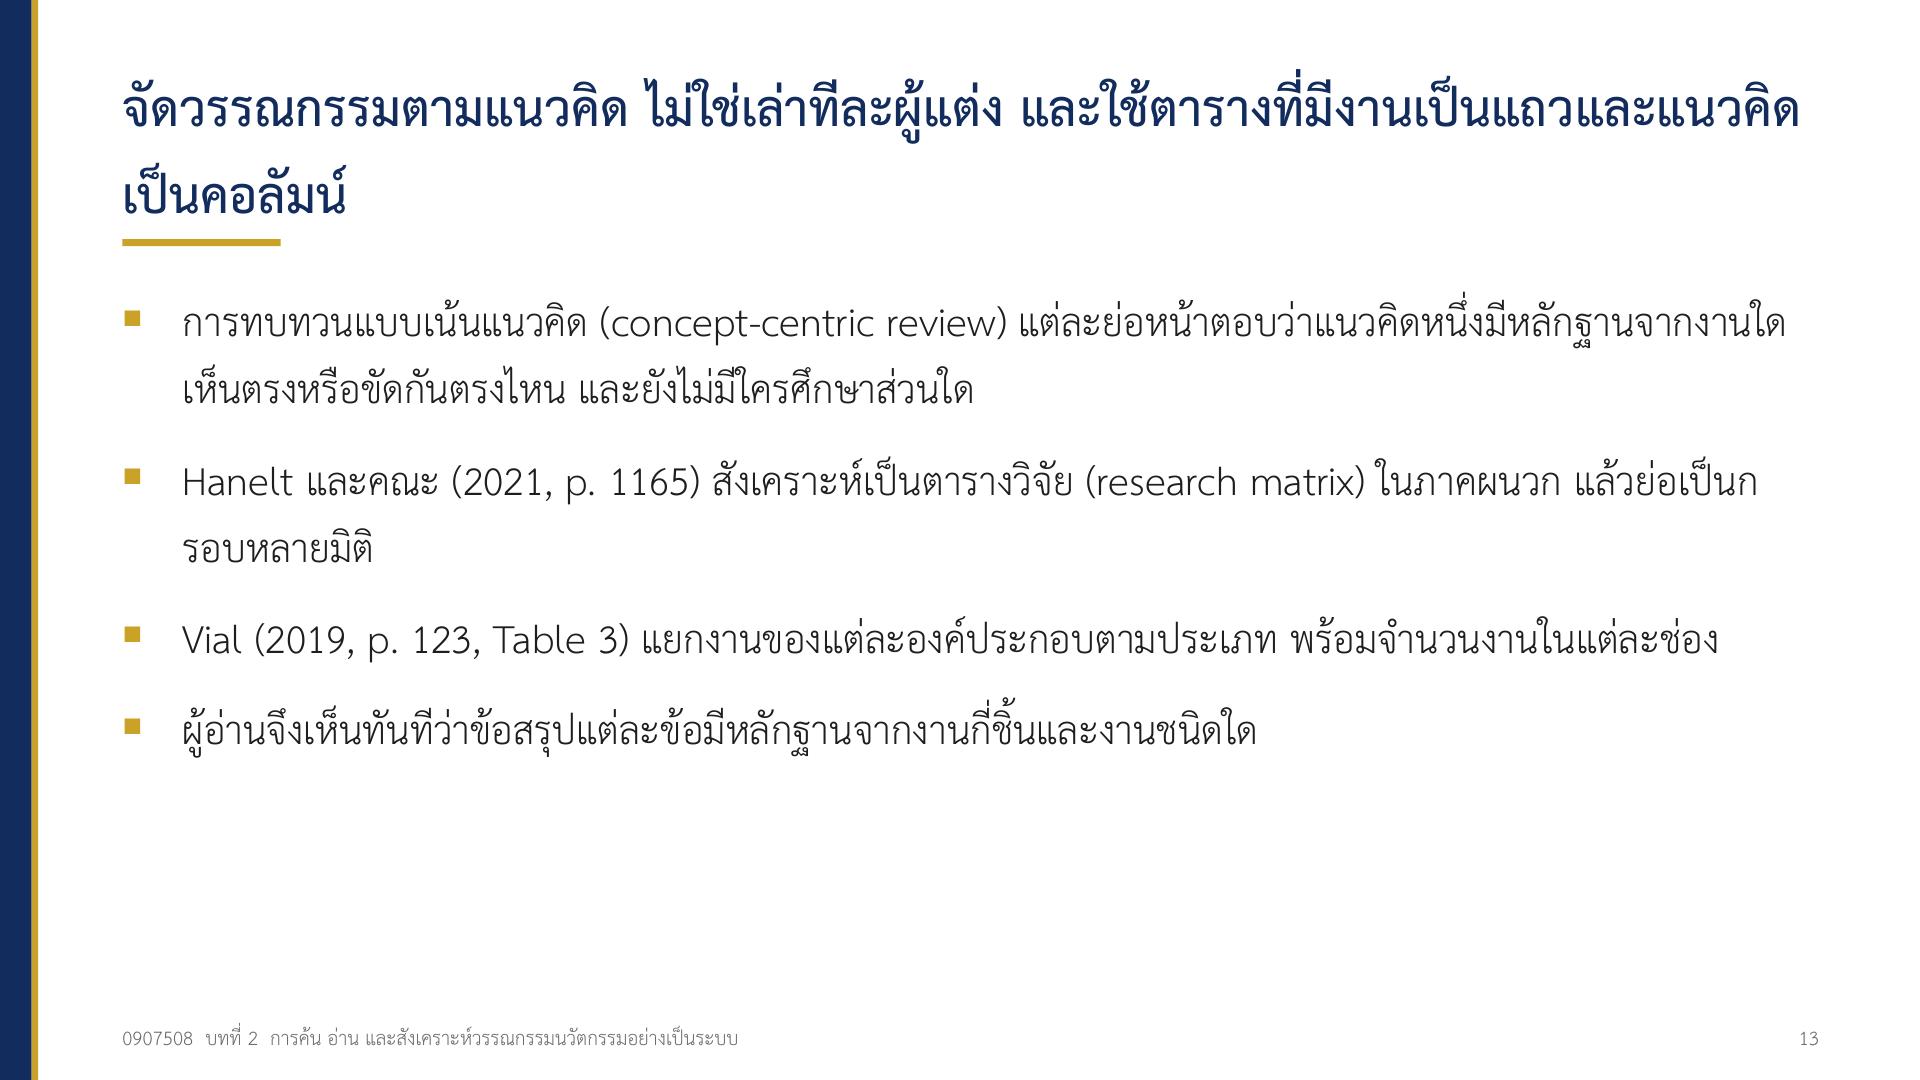 จัดวรรณกรรมตามแนวคิด ไม่ใช่เล่าทีละผู้แต่ง และใช้ตารางที่มีงานเป็นแถวและแนวคิด
เป็นคอลัมน์
การทบทวนแบบเน้นแนวคิด (concept-centric review) แต่ละย่อหน้าตอบว่าแนวคิดหนึ่งมีหลักฐานจากงานใด
เห็นตรงหรือขัดกันตรงไหน และยังไม่มีใครศึกษาส่วนใด
Hanelt และคณะ (2021, p. 1165) สังเคราะห์เป็นตารางวิจัย (research matrix) ในภาคผนวก แล้วย่อเป็นก
รอบหลายมิติ
Vial (2019, p. 123, Table 3) แยกงานของแต่ละองค์ประกอบตามประเภท พร้อมจำนวนงานในแต่ละช่อง
ผู้อ่านจึงเห็นทันทีว่าข้อสรุปแต่ละข้อมีหลักฐานจากงานกี่ชิ้นและงานชนิดใด
0907508 บทที่ 2 การค้น อ่าน และสังเคราะห์วรรณกรรมนวัตกรรมอย่างเป็นระบบ
13